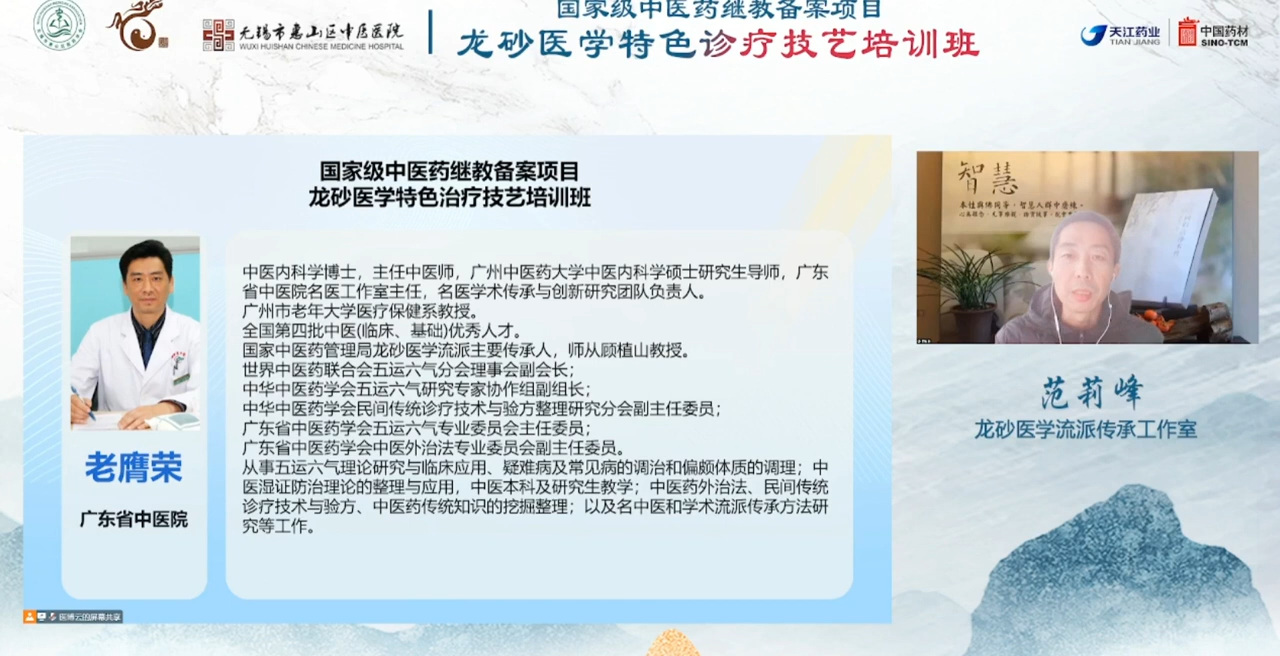 无锡市惠山区中医医院
WUXI HUISHAN CHINESE MEDICINE HOSPITAL
国家级中医药继教备案项目
龙砂医学特色诊疗技艺培训班
天江药业
TIAN JIANG
中国药材
SINO-TCM
国家级中医药继教备案项目
龙砂医学特色治疗技艺培训班
老膺荣
广东省中医院
中医内科学博士，主任中医师，广州中医药大学中医内科学硕士研究生导师，广东
省中医院名医工作室主任，名医学术传承与创新研究团队负责人。
广州市老年大学医疗保健系教授。
全国第四批中医(临床、基础)优秀人才。
国家中医药管理局龙砂医学流派主要传承人，师从顾植山教授。
世界中医药联合会五运六气分会理事会副会长；
中华中医药学会五运六气研究专家协作组副组长；
中华中医药学会民间传统诊疗技术与验方整理研究分会副主任委员；
广东省中医药学会五运六气专业委员会主任委员；
广东省中医药学会中医外治法专业委员会副主任委员。
从事五运六气理论研究与临床应用、疑难病及常见病的调治和偏颇体质的调理；中
医湿证防治理论的整理与应用，中医本科及研究生教学；中医药外治法、民间传统
诊疗技术与验方、中医药传统知识的挖掘整理；以及名中医和学术流派传承方法研
究等工作。
医博云的屏幕共享
智慧
范莉峰
龙砂医学流派传承工作室